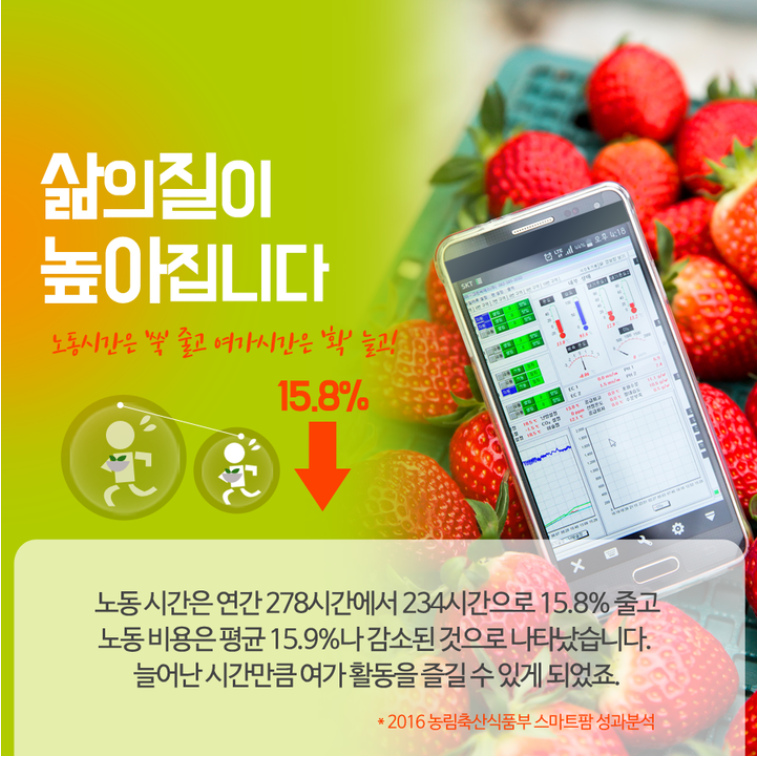 삶의질이
높아집니다
노동시간은 '쑥' 줄고 여가시간은 '확' 늘고!
15.8%
SKT
노동 시간은 연간 278시간에서 234시간으로 15.8% 줄고
노동 비용은 평균 15.9%나 감소된 것으로 나타났습니다.
늘어난 시간만큼 여가 활동을 즐길 수 있게 되었죠.
* 2016 농림축산식품부 스마트팜 성과분석